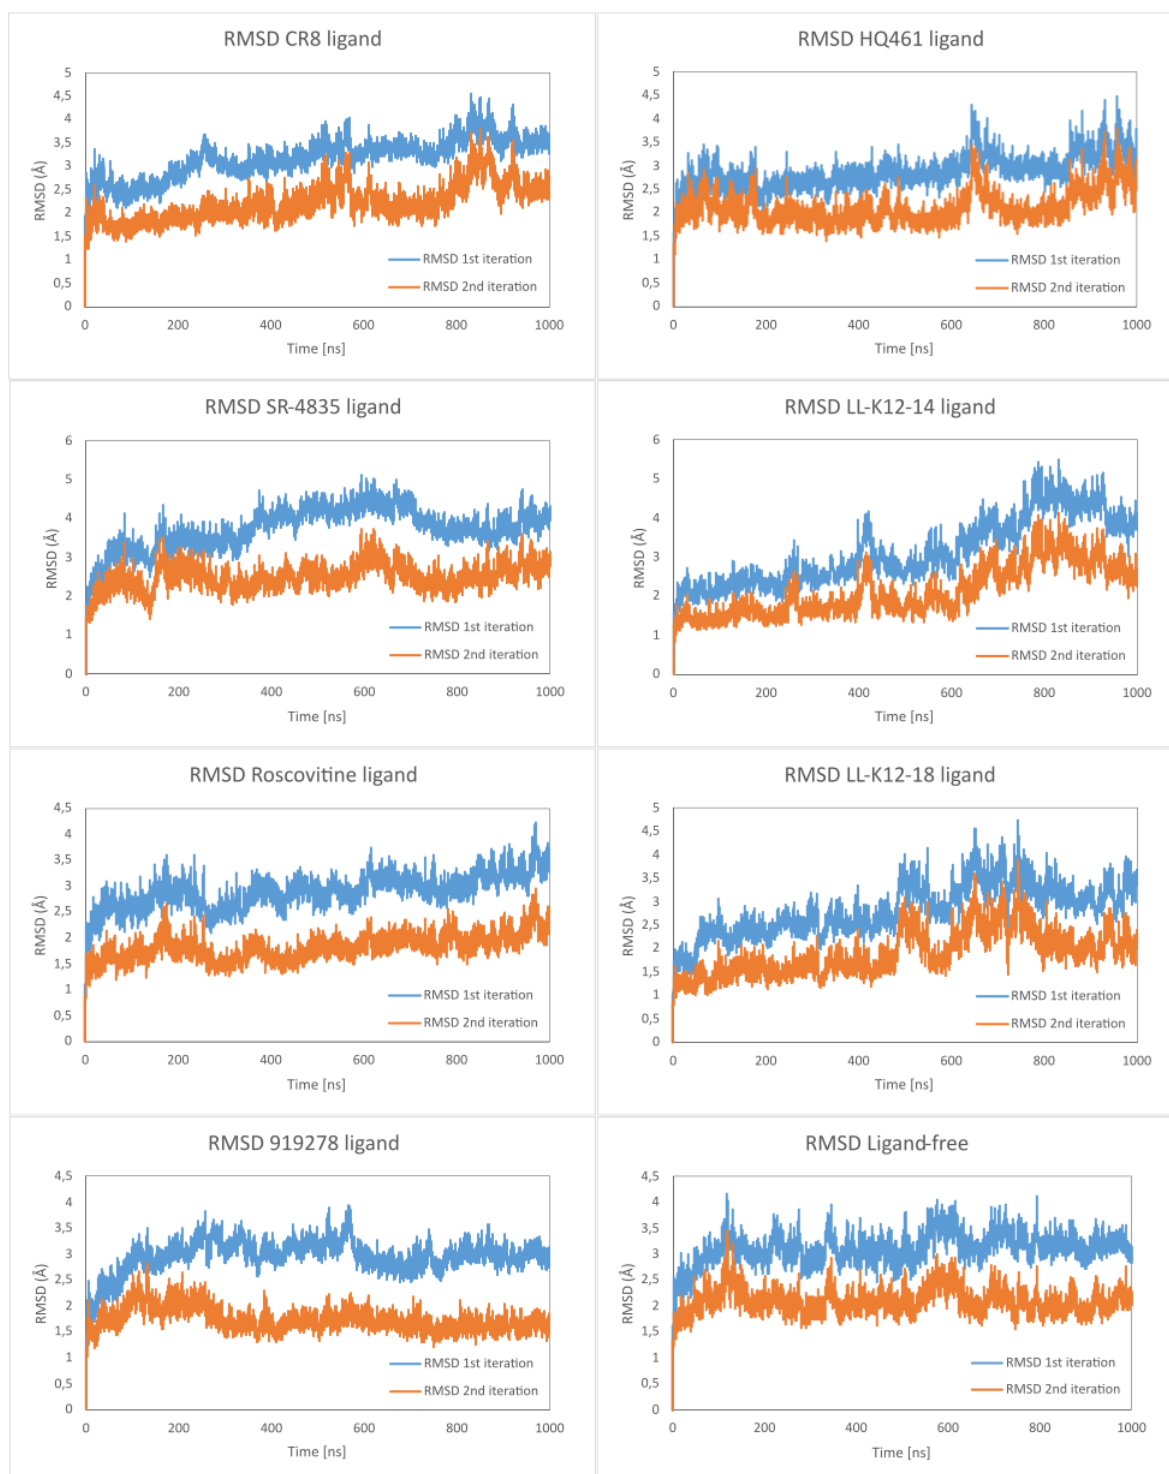 RMSD CR8 ligand
5
4,5
4
3,5
3
2,5
2
1,5
1
0,5
0
RMSD (Å)
RMSD 1st iteration
RMSD 2nd iteration
0 200 400 600 800 1000
Time [ns]
RMSD HQ461 ligand
5
4,5
4
3,5
3
2,5
2
1,5
1
0,5
0
RMSD (Å)
RMSD 1st iteration
RMSD 2nd iteration
0 200 400 600 800 1000
Time [ns]
RMSD SR-4835 ligand
6
5
4
3
2
1
0
RMSD (Å)
RMSD 1st iteration
RMSD 2nd iteration
0 200 400 600 800 1000
Time [ns]
RMSD LL-K12-14 ligand
6
5
4
3
2
1
0
RMSD (Å)
RMSD 1st iteration
RMSD 2nd iteration
0 200 400 600 800 1000
Time [ns]
RMSD Roscovitine ligand
4,5
4
3,5
3
2,5
2
1,5
1
0,5
0
RMSD (Å)
RMSD 1st iteration
RMSD 2nd iteration
0 200 400 600 800 1000
Time [ns]
RMSD LL-K12-18 ligand
5
4,5
4
3,5
3
2,5
2
1,5
1
0,5
0
RMSD (Å)
RMSD 1st iteration
RMSD 2nd iteration
0 200 400 600 800 1000
Time [ns]
RMSD 919278 ligand
4,5
4
3,5
3
2,5
2
1,5
1
0,5
0
RMSD (Å)
RMSD 1st iteration
RMSD 2nd iteration
0 200 400 600 800 1000
Time [ns]
RMSD Ligand-free
4,5
4
3,5
3
2,5
2
1,5
1
0,5
0
RMSD (Å)
RMSD 1st iteration
RMSD 2nd iteration
0 200 400 600 800 1000
Time [ns]